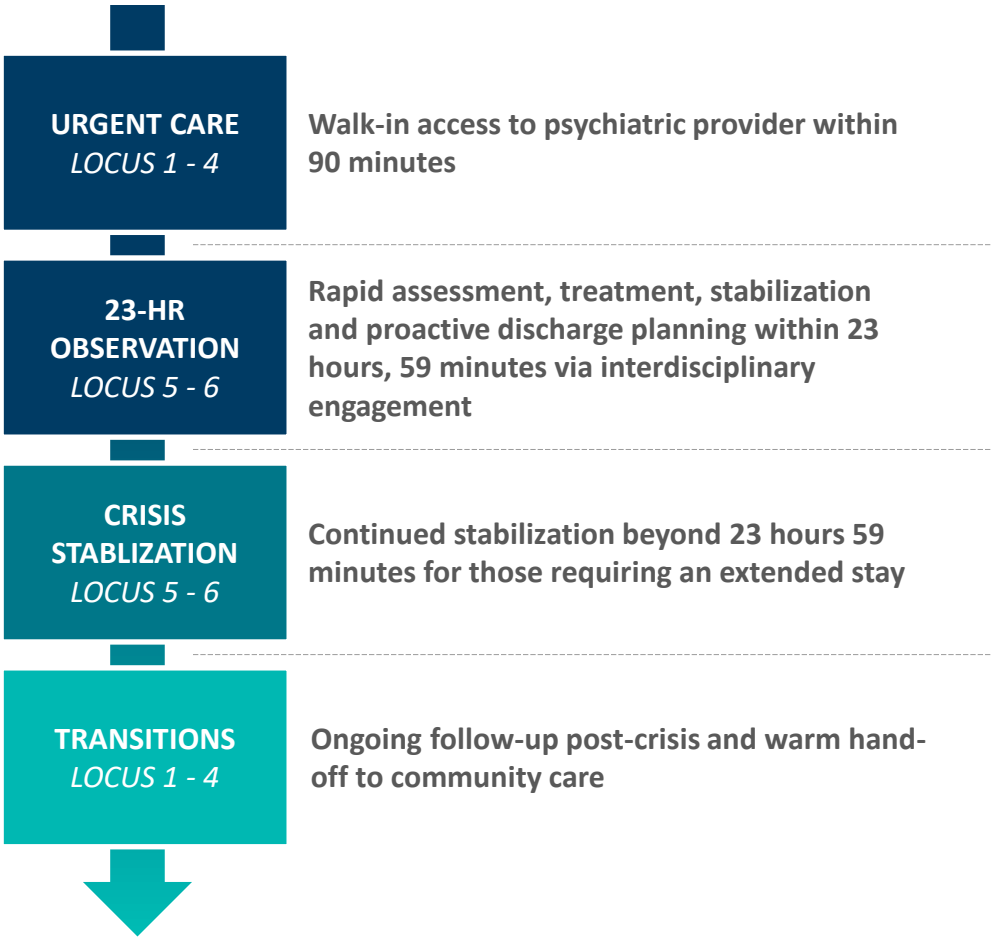 URGENT CARE
LOCUS 1 - 4
Walk-in access to psychiatric provider within
90 minutes
23-HR
OBSERVATION
LOCUS 5 - 6
Rapid assessment, treatment, stabilization
and proactive discharge planning within 23
hours, 59 minutes via interdisciplinary
engagement
CRISIS
STABLIZATION
LOCUS 5 - 6
Continued stabilization beyond 23 hours 59
minutes for those requiring an extended stay
TRANSITIONS
LOCUS 1 - 4
Ongoing follow-up post-crisis and warm hand-
off to community care